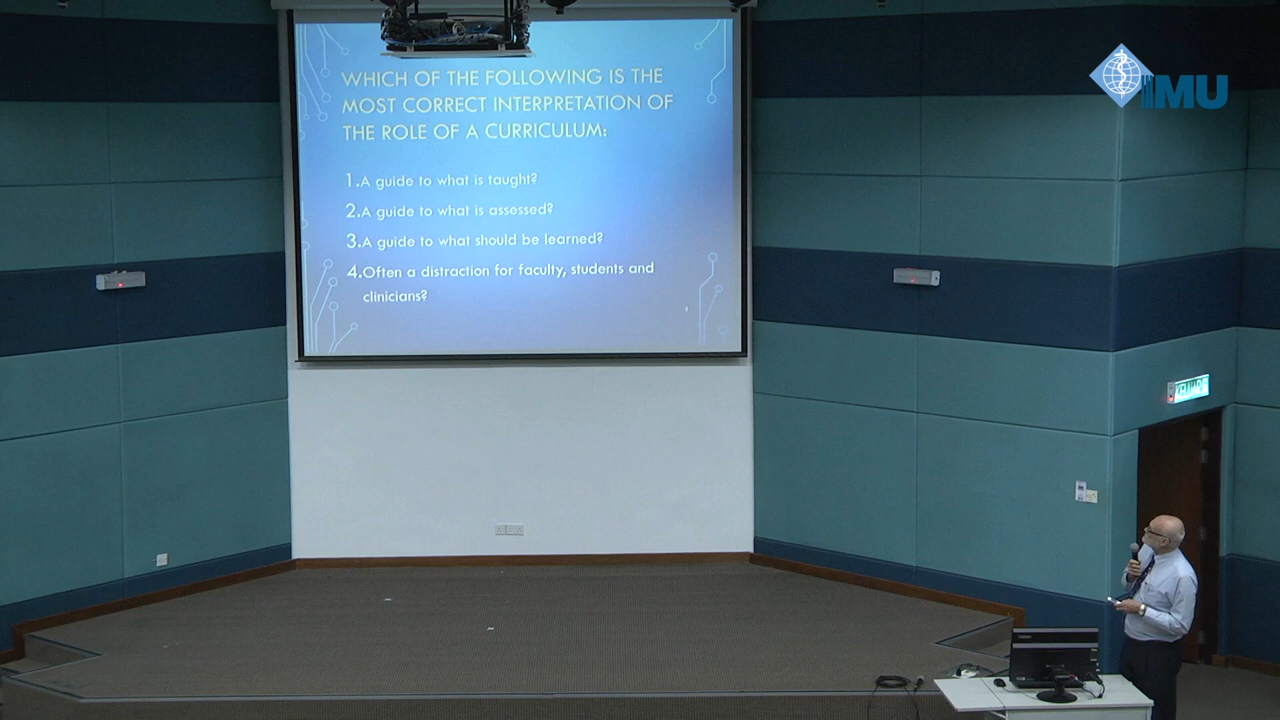 WHICH OF THE FOLLOWING IS THE
MOST CORRECT INTERPRETATION OF
THE ROLE OF A CURRICULUM:
1.A guide to what is taught?
2.A guide to what is assessed?
3.A guide to what should be learned?
4.Often a distraction for faculty, students and
clinicians?
IMU
KELUAR